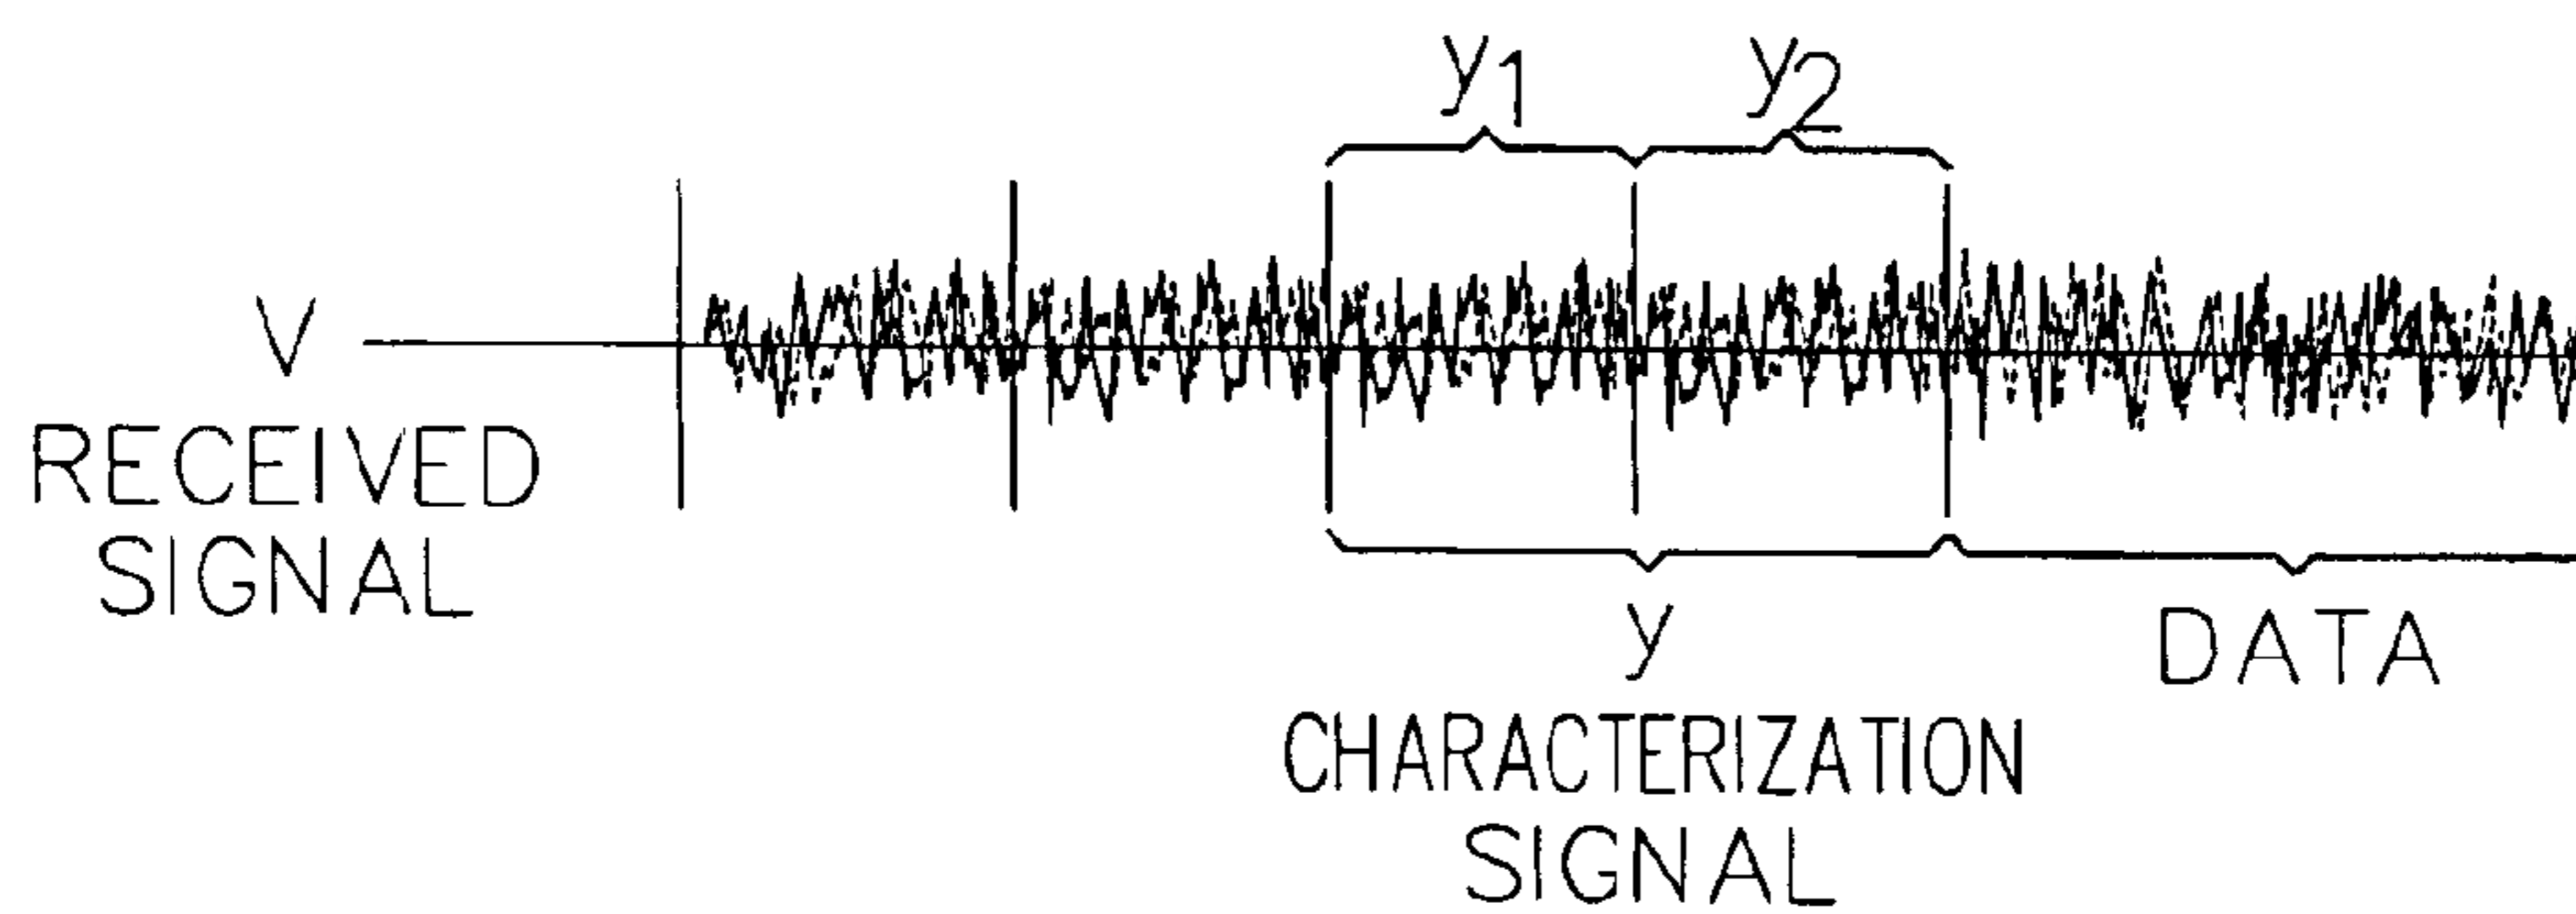 y1 y2
V
RECEIVED
SIGNAL
y
DATA
CHARACTERIZATION
SIGNAL